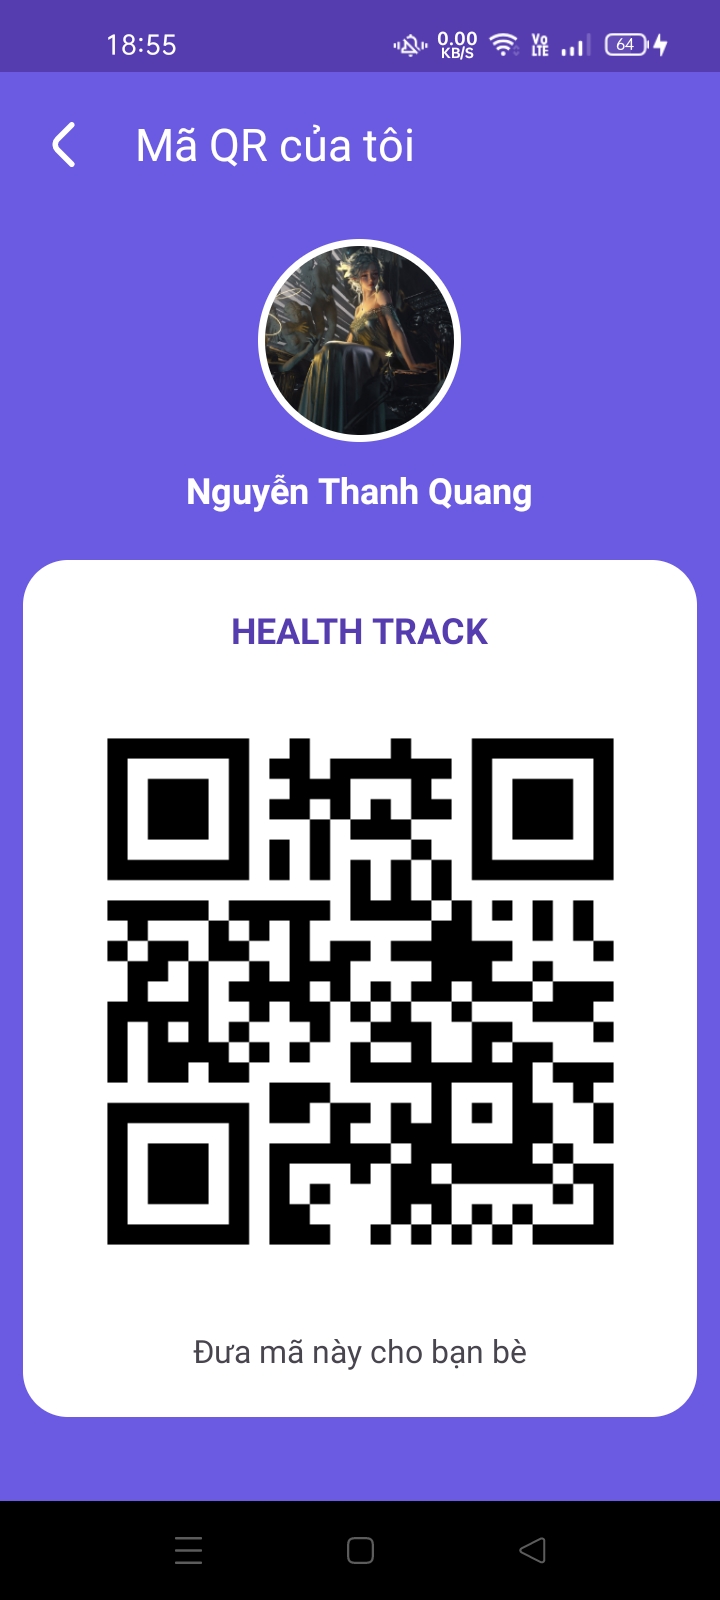 18:55
0.00
KB/S
Vo
LTE
64
Mã QR của tôi
Nguyễn Thanh Quang
HEALTH TRACK
Đưa mã này cho bạn bè